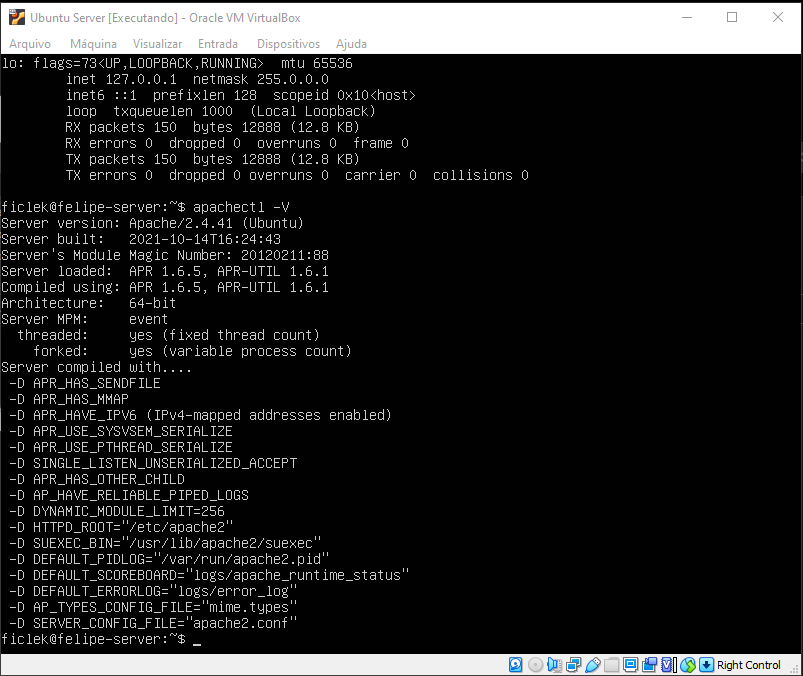 Ubuntu Server [Executando] - Oracle VM VirtualBox
Arquivo Máquina Visualizar Entrada Dispositivos Ajuda
lo: flags=73<UP,LOOPBACK,RUNNING>  mtu 65536
        inet 127.0.0.1  netmask 255.0.0.0
        inet6 ::1  prefixlen 128  scopeid 0x10<host>
        loop  txqueuelen 1000  (Local Loopback)
        RX packets 150  bytes 12888 (12.8 KB)
        RX errors 0  dropped 0  overruns 0  frame 0
        TX packets 150  bytes 12888 (12.8 KB)
        TX errors 0  dropped 0 overruns 0  carrier 0  collisions 0
ficlek@felipe-server:~$ apachectl -V
Server version: Apache/2.4.41 (Ubuntu)
Server built:   2021-10-14T16:24:43
Server's Module Magic Number: 20120211:88
Server loaded:  APR 1.6.5, APR-UTIL 1.6.1
Compiled using: APR 1.6.5, APR-UTIL 1.6.1
Architecture:   64-bit
Server MPM:     event
  threaded:     yes (fixed thread count)
    forked:     yes (variable process count)
Server compiled with....
 -D APR_HAS_SENDFILE
 -D APR_HAS_MMAP
 -D APR_HAVE_IPV6 (IPv4-mapped addresses enabled)
 -D APR_USE_SYSVSEM_SERIALIZE
 -D APR_USE_PTHREAD_SERIALIZE
 -D SINGLE_LISTEN_UNSERIALIZED_ACCEPT
 -D APR_HAS_OTHER_CHILD
 -D AP_HAVE_RELIABLE_PIPED_LOGS
 -D DYNAMIC_MODULE_LIMIT=256
 -D HTTPD_ROOT="/etc/apache2"
 -D SUEXEC_BIN="/usr/lib/apache2/suexec"
 -D DEFAULT_PIDLOG="/var/run/apache2.pid"
 -D DEFAULT_SCOREBOARD="logs/apache_runtime_status"
 -D DEFAULT_ERRORLOG="logs/error_log"
 -D AP_TYPES_CONFIG_FILE="mime.types"
 -D SERVER_CONFIG_FILE="apache2.conf"
ficlek@felipe-server:~$ _
Right Control